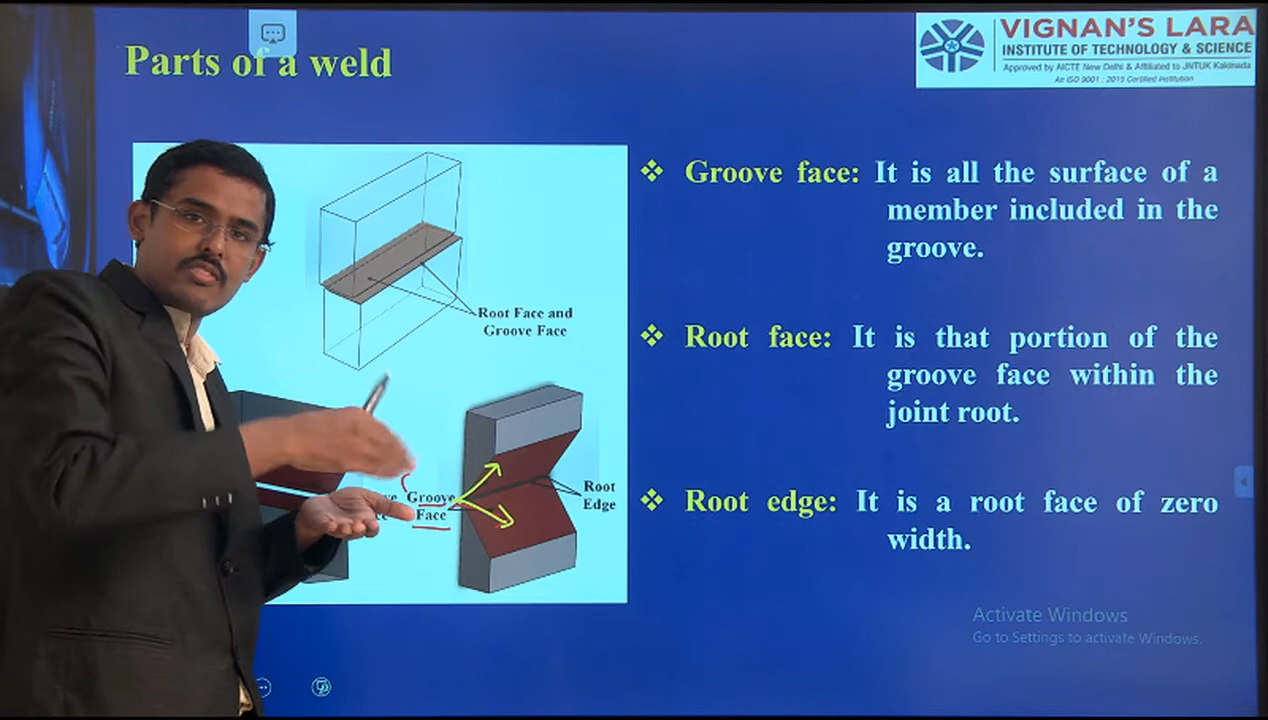 Parts of a weld
VIGNAN'S LARA
INSTITUTE OF TECHNOLOGY & SCIENCE
Approved by AICTE New Delhi & Affiliated to JNTUK Kakinada
An ISO 9001 : 2015 Certified Institution
Root Face and
Groove Face
Groove
Face
Root
Edge
❖ Groove face: It is all the surface of a
member included in the
groove.
❖ Root face: It is that portion of the
groove face within the
joint root.
❖ Root edge: It is a root face of zero
width.
Activate Windows
Go to Settings to activate Windows.